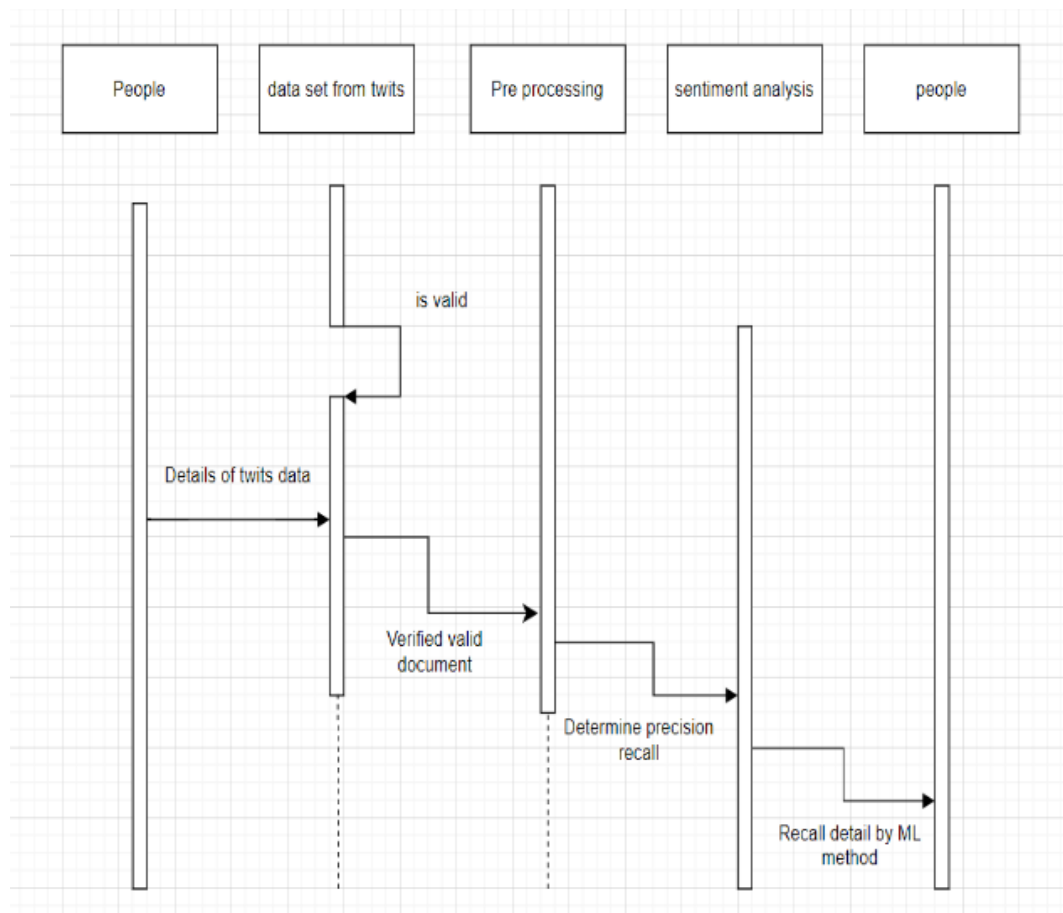 People
data set from twits
Pre processing
sentiment analysis
people
is valid
Details of twits data
Verified valid
document
Determine precision
recall
Recall detail by ML
method